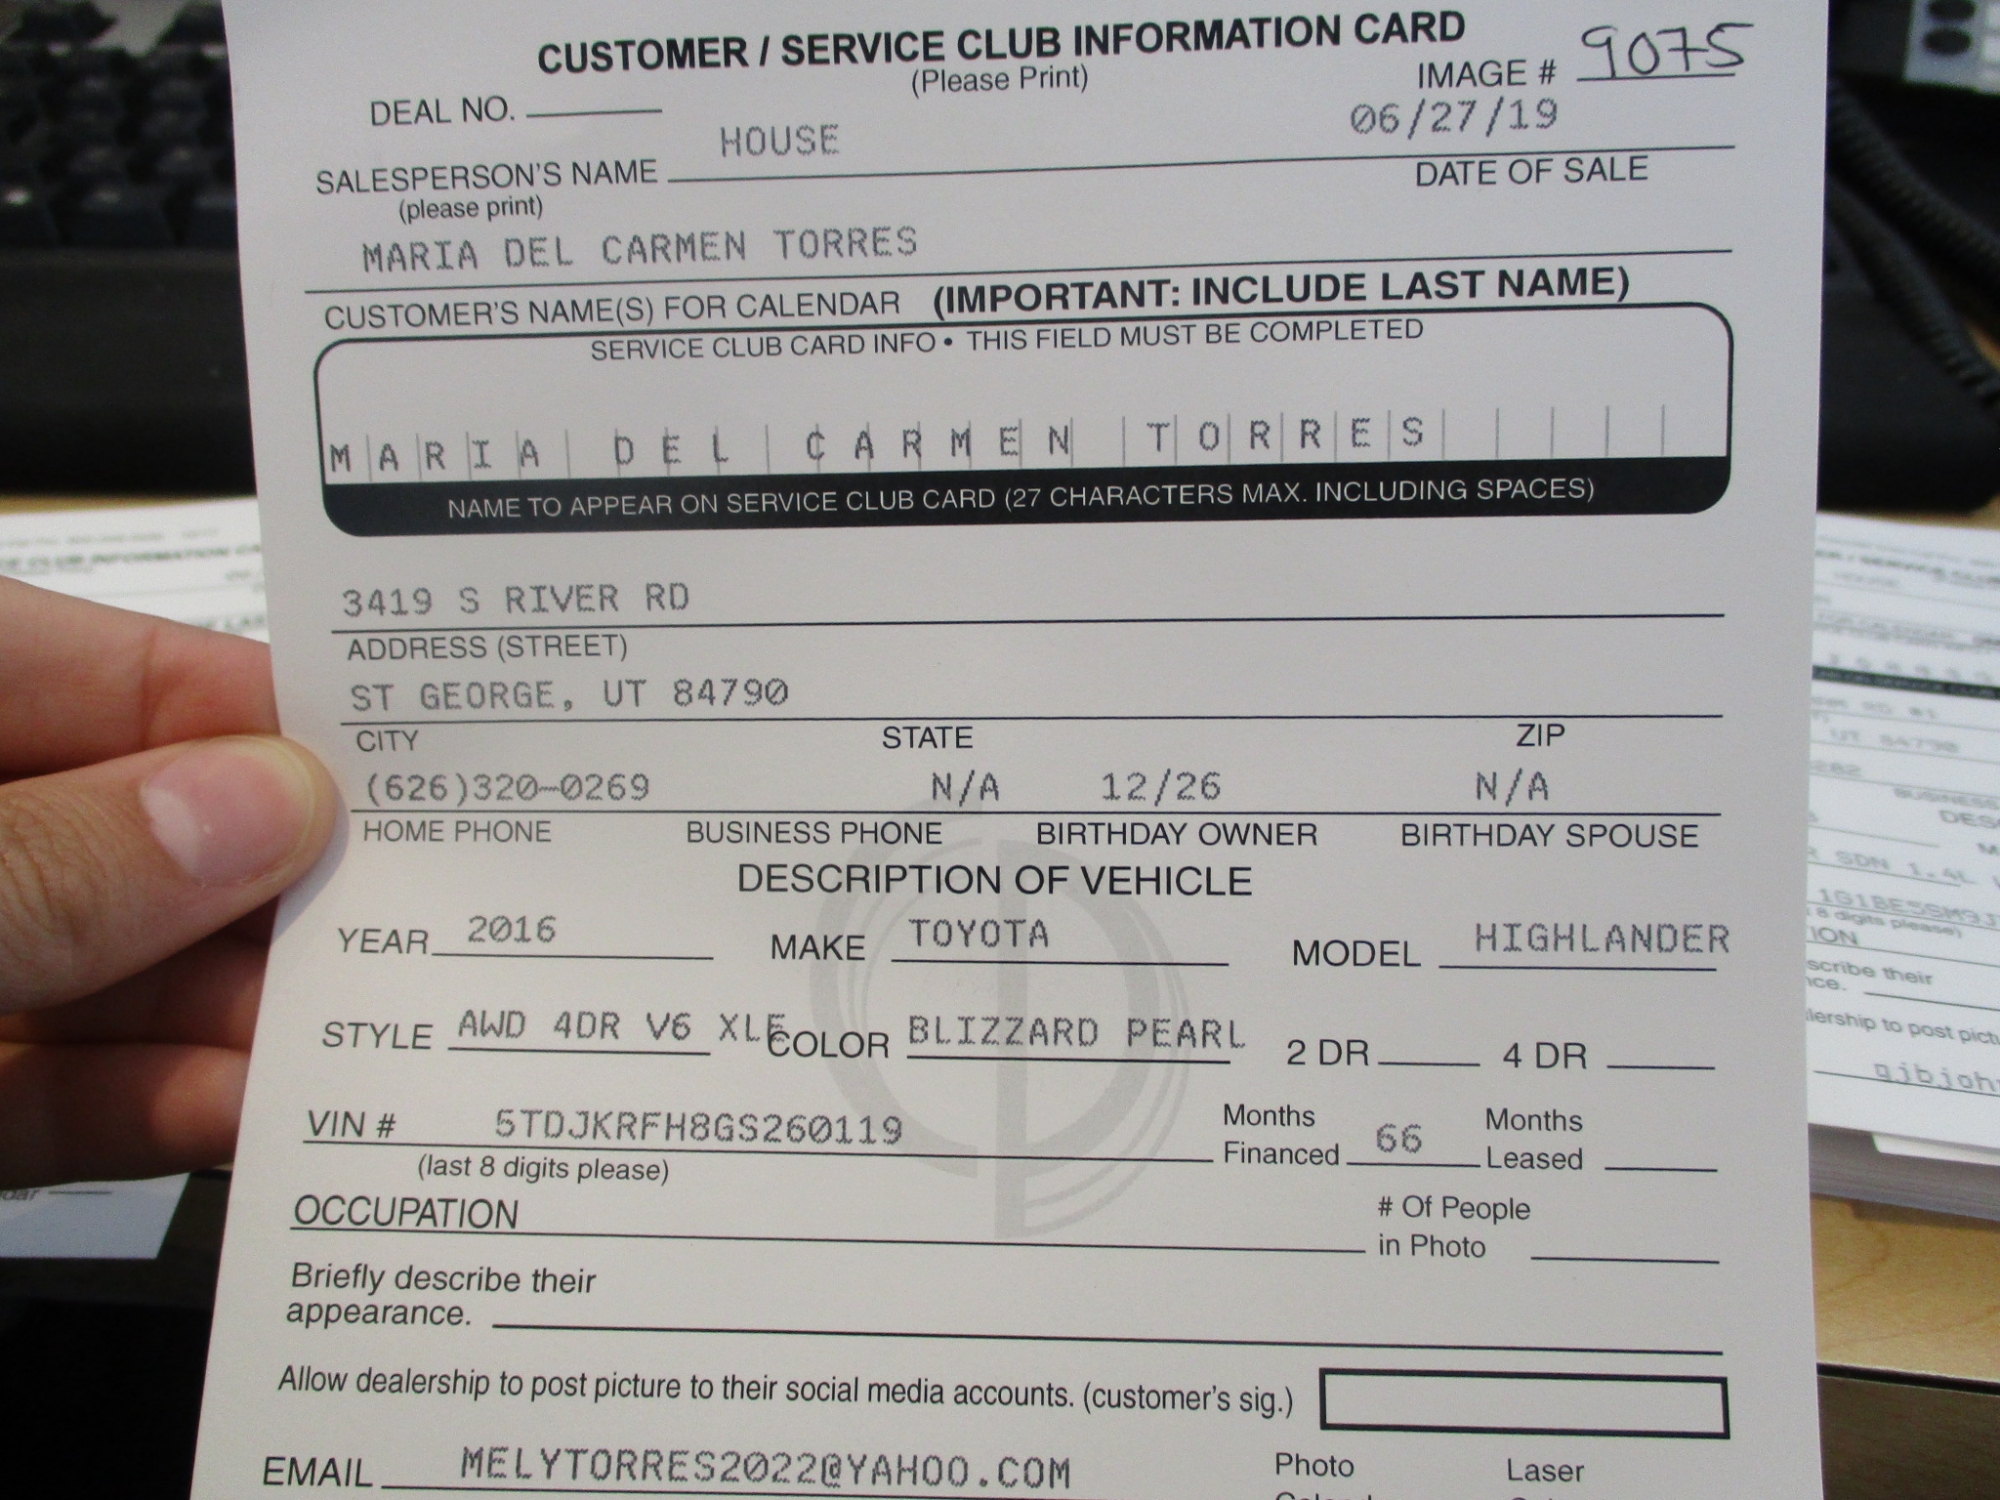 CUSTOMER / SERVICE CLUB INFORMATION CARD
(Please Print)
IMAGE # 9075
DEAL NO.
HOUSE 06/27/19
SALESPERSON'S NAME DATE OF SALE
(please print)
MARIA DEL CARMEN TORRES
CUSTOMER'S NAME(S) FOR CALENDAR (IMPORTANT: INCLUDE LAST NAME)
SERVICE CLUB CARD INFO • THIS FIELD MUST BE COMPLETED
MARIA DEL CARMEN TORRES
NAME TO APPEAR ON SERVICE CLUB CARD (27 CHARACTERS MAX. INCLUDING SPACES)
3419 S RIVER RD
ADDRESS (STREET)
ST GEORGE, UT 84790
CITY STATE ZIP
(626)320-0269 N/A 12/26 N/A
HOME PHONE BUSINESS PHONE BIRTHDAY OWNER BIRTHDAY SPOUSE
DESCRIPTION OF VEHICLE
YEAR 2016 MAKE TOYOTA MODEL HIGHLANDER
STYLE AWD 4DR V6 XLE COLOR BLIZZARD PEARL 2 DR 4 DR
VIN # 5TDJKRFH8GS260119 Months Financed 66 Months Leased
(last 8 digits please)
OCCUPATION # Of People in Photo
Briefly describe their
appearance.
Allow dealership to post picture to their social media accounts. (customer's sig.)
EMAIL MELYTORRES2022@YAHOO.COM Photo Laser